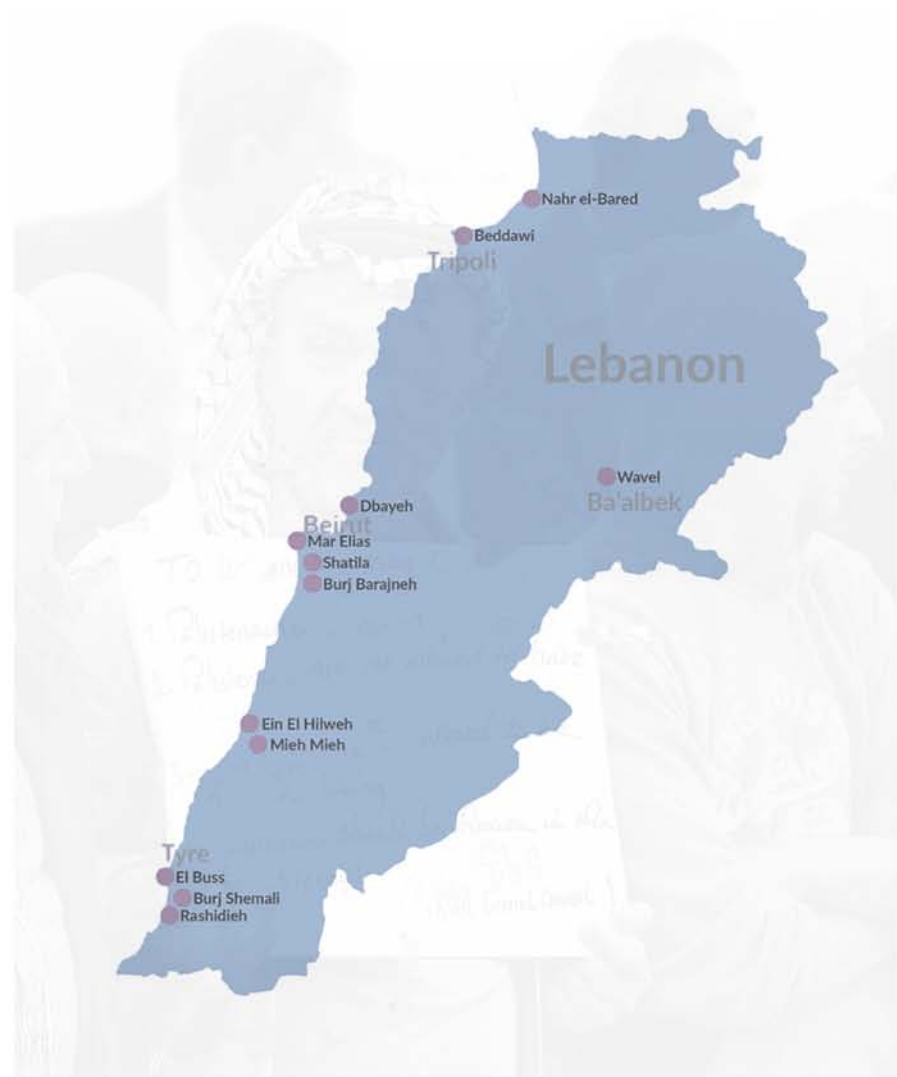 Nahr el-Bared
Beddawi
Tripoli
Lebanon
Wavel
Ba'albek
Dbayeh
Beirut
Mar Elias
Shatila
Burj Barajneh
Ein El Hilweh
Mieh Mieh
Tyre
El Buss
Burj Shemali
Rashidieh